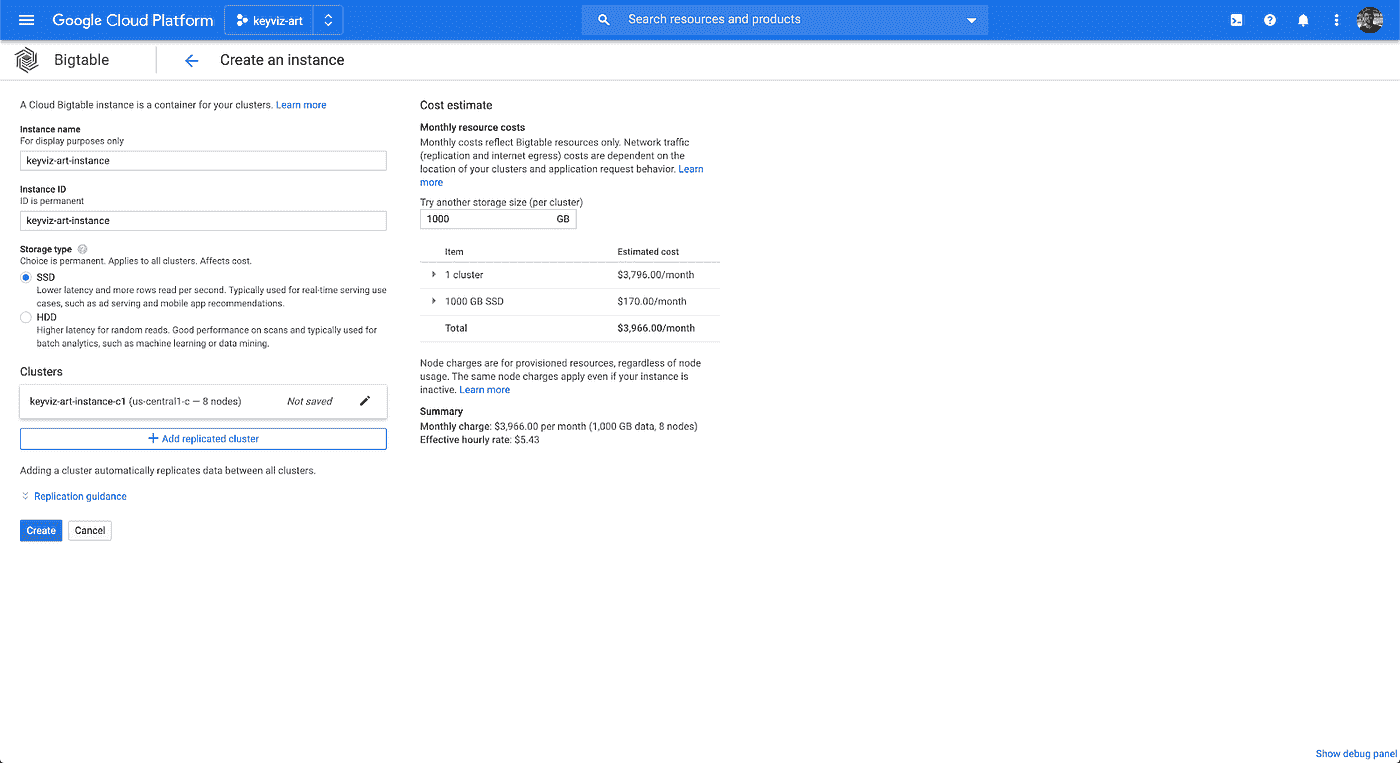 Google Cloud Platform
keyviz-art
Search resources and products
Bigtable
Create an instance
A Cloud Bigtable instance is a container for your clusters. Learn more
Instance name
For display purposes only
keyviz-art-instance
Instance ID
ID is permanent
keyviz-art-instance
Storage type
Choice is permanent. Applies to all clusters. Affects cost.
SSD
Lower latency and more rows read per second. Typically used for real-time serving use
cases, such as ad serving and mobile app recommendations.
HDD
Higher latency for random reads. Good performance on scans and typically used for
batch analytics, such as machine learning or data mining.
Clusters
keyviz-art-instance-c1 (us-central1-c — 8 nodes) Not saved
Add replicated cluster
Adding a cluster automatically replicates data between all clusters.
Replication guidance
Create Cancel
Cost estimate
Monthly resource costs
Monthly costs reflect Bigtable resources only. Network traffic
(replication and internet egress) costs are dependent on the
location of your clusters and application request behavior. Learn
more
Try another storage size (per cluster)
1000 GB
Item Estimated cost
1 cluster $3,796.00/month
1000 GB SSD $170.00/month
Total $3,966.00/month
Node charges are for provisioned resources, regardless of node
usage. The same node charges apply even if your instance is
inactive. Learn more
Summary
Monthly charge: $3,966.00 per month (1,000 GB data, 8 nodes)
Effective hourly rate: $5.43
Show debug panel